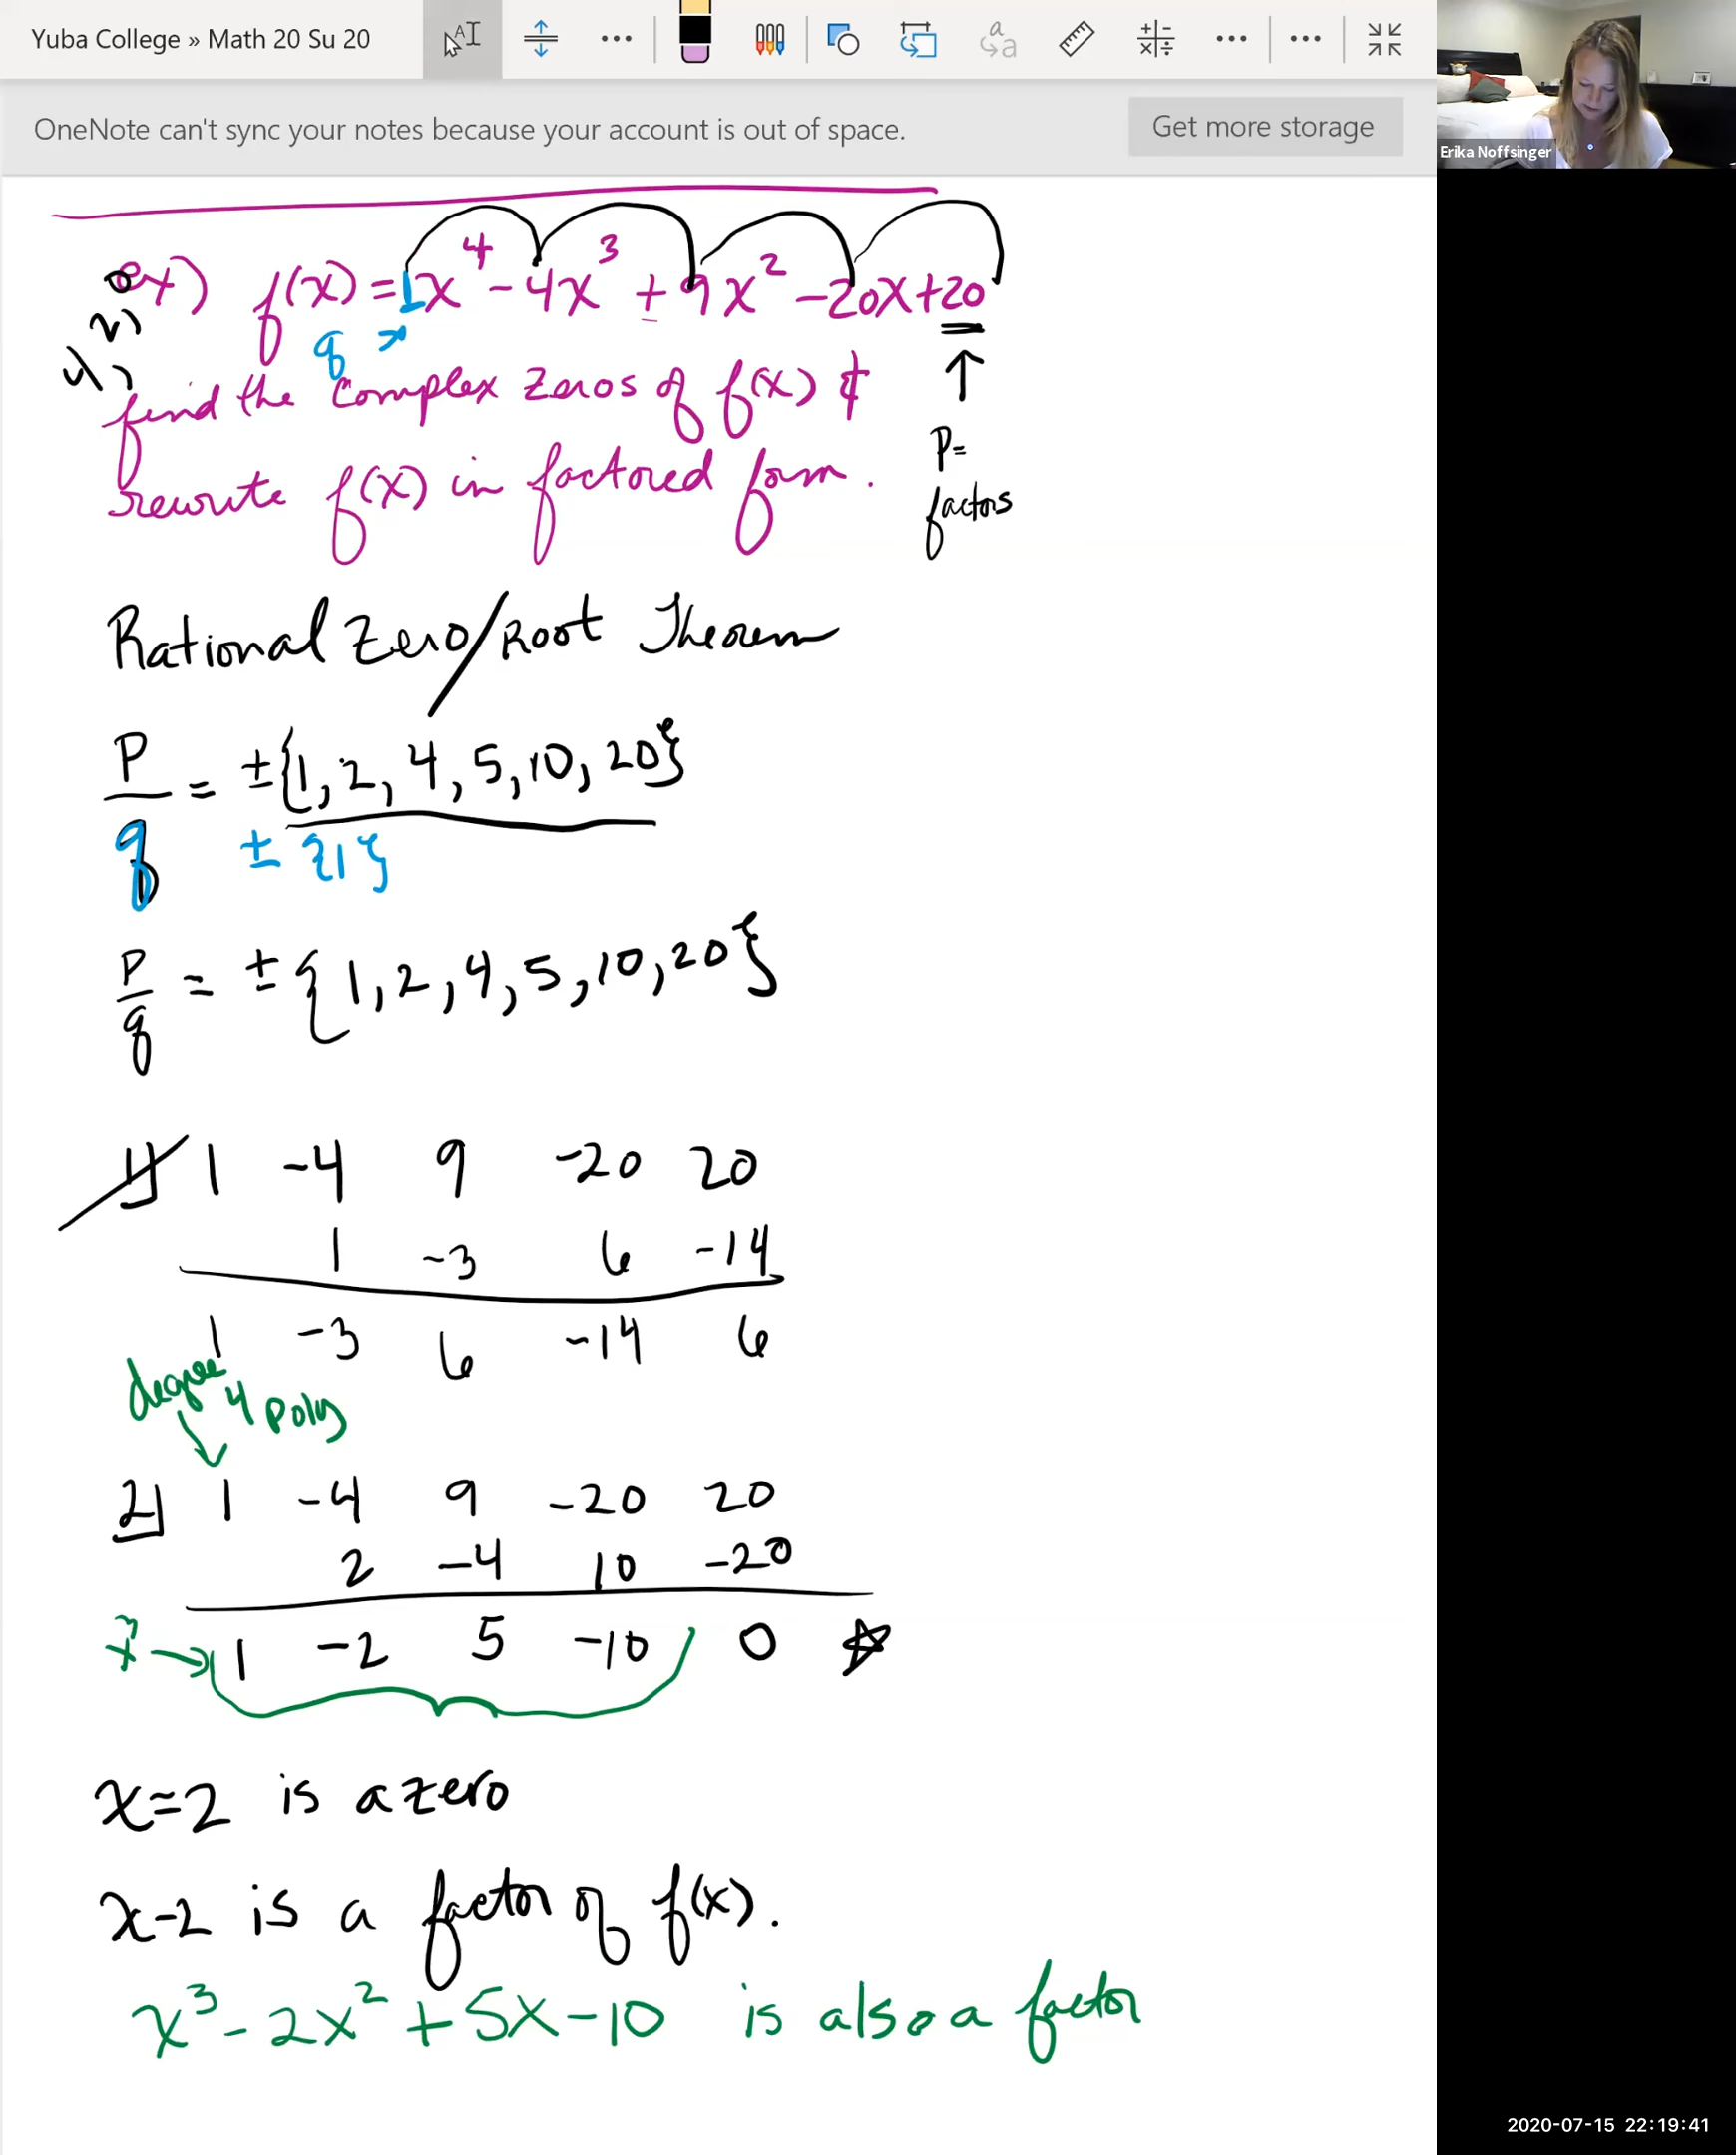 Yuba College » Math 20 Su 20
OneNote can't sync your notes because your account is out of space.
Get more storage
Erika Noffsinger
ex) f(x) = 1x⁴ - 4x³ + 9x² - 20x + 20
0
2)
4)
q
find the complex zeros of f(x) &
rewrite f(x) in factored form.
P=
factors
Rational Zero/Root Theorem
P/q = ±{1, 2, 4, 5, 10, 20}
± {1}
P/q = ± {1, 2, 4, 5, 10, 20}
1| 1 -4 9 -20 20
1 -3 6 -14
1 -3 6 -14 6
degree 4 poly
2| 1 -4 9 -20 20
2 -4 10 -20
x³ → 1 -2 5 -10 0 ☆
x=2 is a zero
x-2 is a factor of f(x).
x³ - 2x² + 5x - 10 is also a factor
2020-07-15 22:19:41